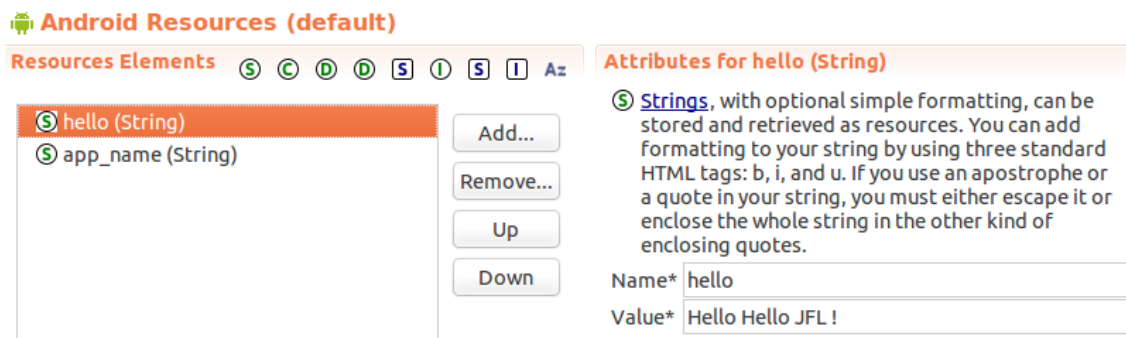 Android Resources (default)
Resources Elements S C D D S I S I Az
S hello (String)
S app_name (String)
Add...
Remove...
Up
Down
Attributes for hello (String)
S Strings, with optional simple formatting, can be
stored and retrieved as resources. You can add
formatting to your string by using three standard
HTML tags: b, i, and u. If you use an apostrophe or
a quote in your string, you must either escape it or
enclose the whole string in the other kind of
enclosing quotes.
Name* hello
Value* Hello Hello JFL !